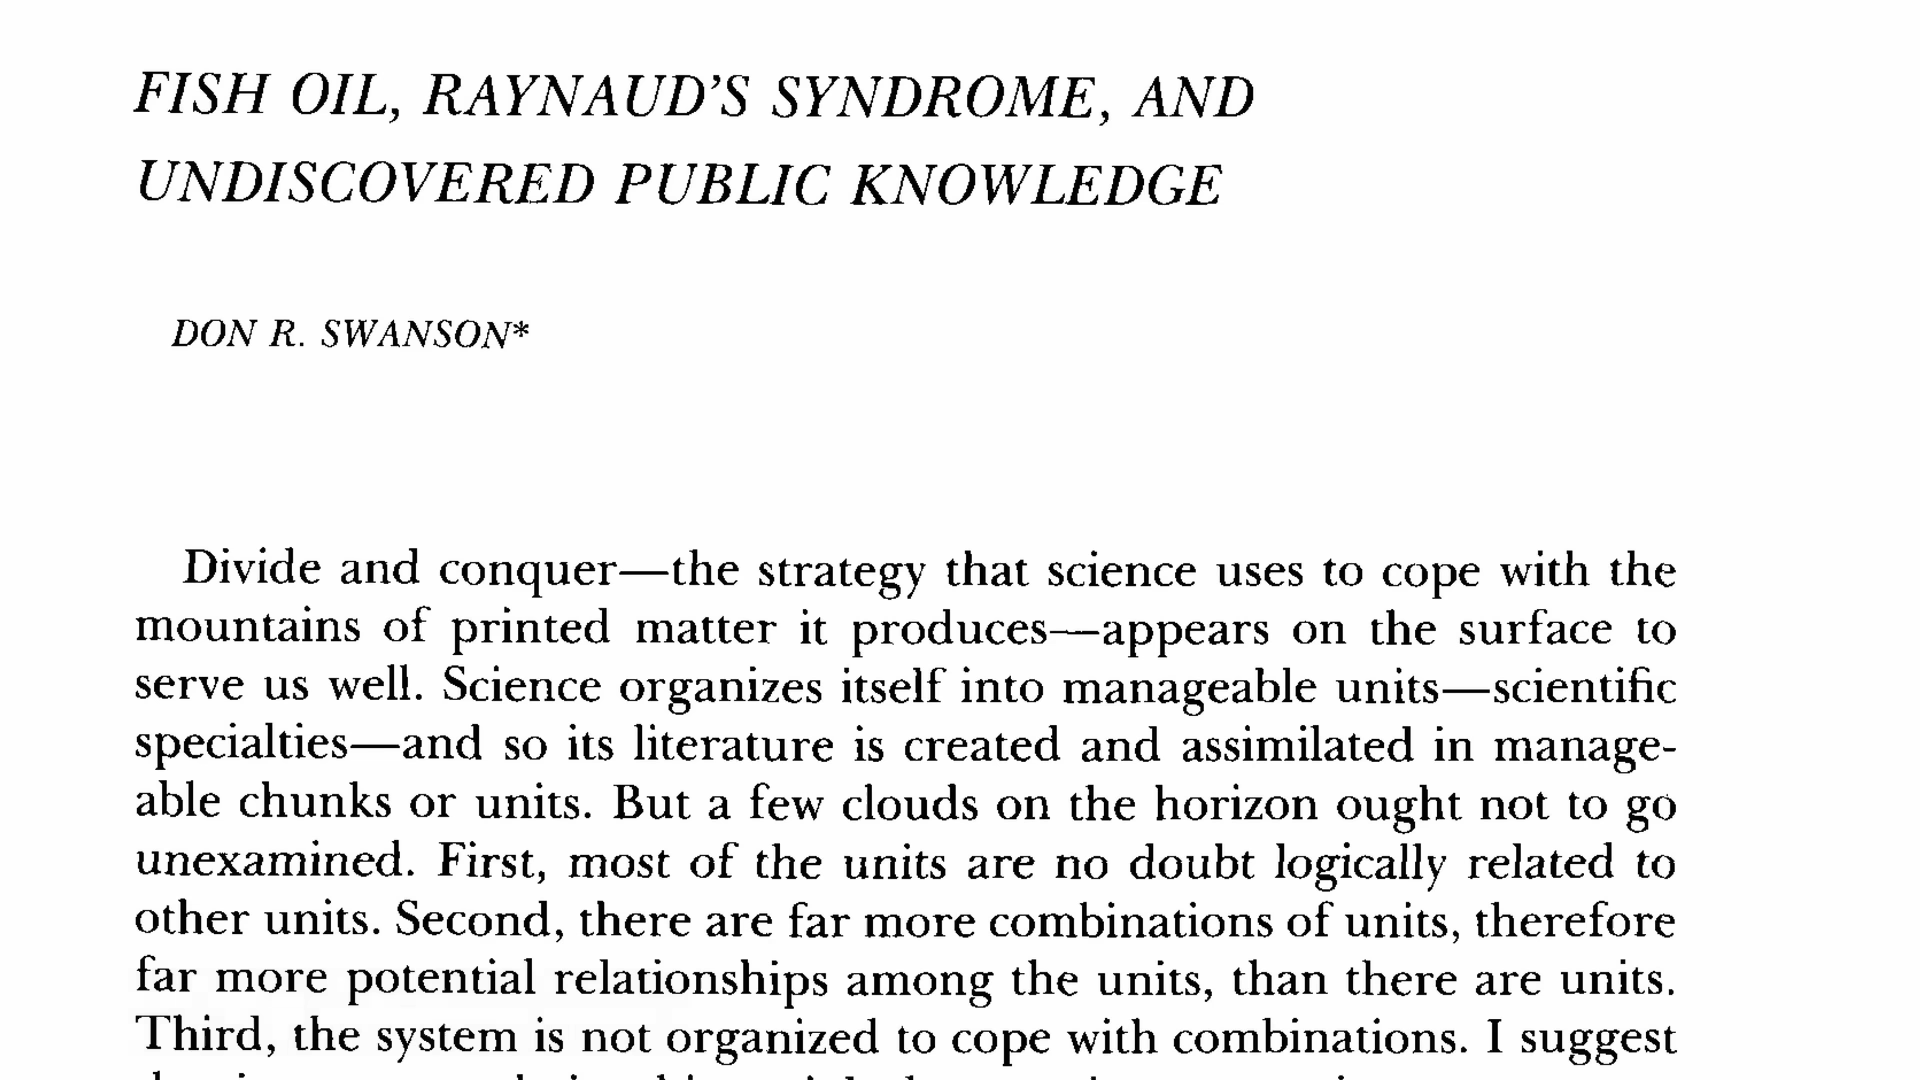 FISH OIL, RAYNAUD'S SYNDROME, AND
UNDISCOVERED PUBLIC KNOWLEDGE
DON R. SWANSON*
Divide and conquer—the strategy that science uses to cope with the
mountains of printed matter it produces—appears on the surface to
serve us well. Science organizes itself into manageable units—scientific
specialties—and so its literature is created and assimilated in manage-
able chunks or units. But a few clouds on the horizon ought not to go
unexamined. First, most of the units are no doubt logically related to
other units. Second, there are far more combinations of units, therefore
far more potential relationships among the units, than there are units.
Third, the system is not organized to cope with combinations. I suggest